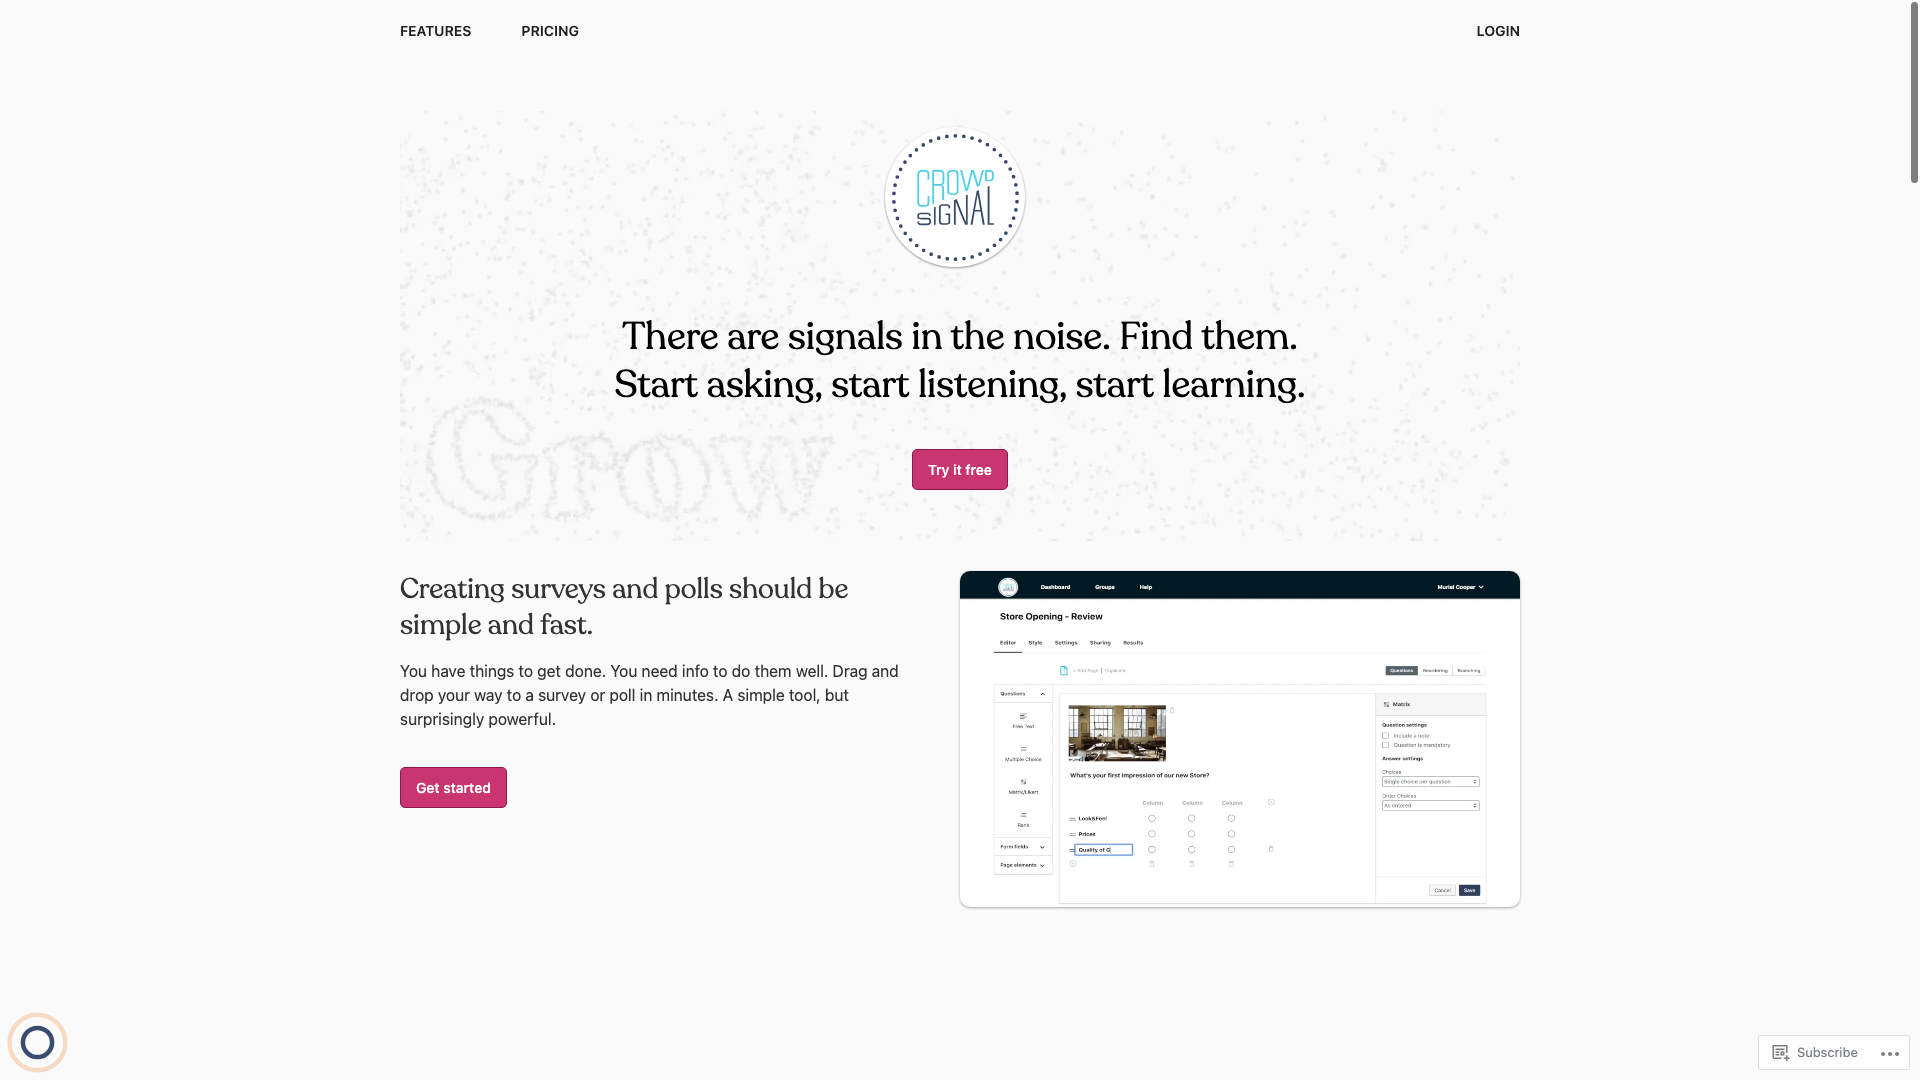 FEATURES
PRICING
LOGIN
CROWD
SIGNAL
There are signals in the noise. Find them.
Start asking, start listening, start learning.
Grow
Try it free
Creating surveys and polls should be
simple and fast.
You have things to get done. You need info to do them well. Drag and
drop your way to a survey or poll in minutes. A simple tool, but
surprisingly powerful.
Get started
Dashboard
Groups
Help
Muriel Cooper
Store Opening - Review
Editor
Style
Settings
Sharing
Results
+ Add Page | Duplicate
Questions
Reordering
Branching
Questions
Free Text
Multiple Choice
Matrix/Likert
Rank
Form fields
Page elements
What's your first impression of our new Store?
Column
Column
Column
Look&Feel
Prices
Quality of G
Matrix
Question settings
Include a note
Question is mandatory
Answer settings
Choices
Single choice per question
Order Choices
As entered
Cancel
Save
Subscribe